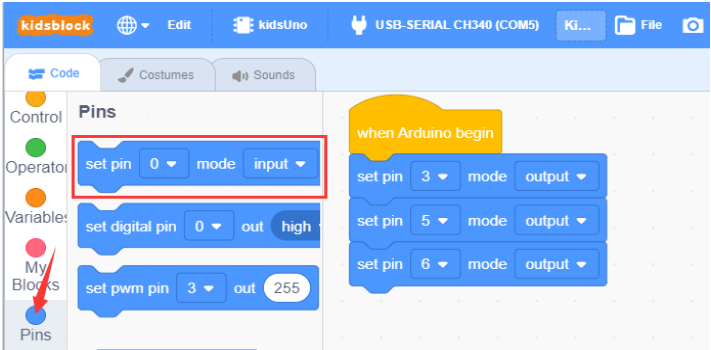 kidsblock Edit kidsUno USB-SERIAL CH340 (COM5) Ki... File
Code Costumes Sounds
Control
Operator
Variables
My
Blocks
Pins
Pins
set pin 0 mode input
set digital pin 0 out high
set pwm pin 3 out 255
when Arduino begin
set pin 3 mode output
set pin 5 mode output
set pin 6 mode output